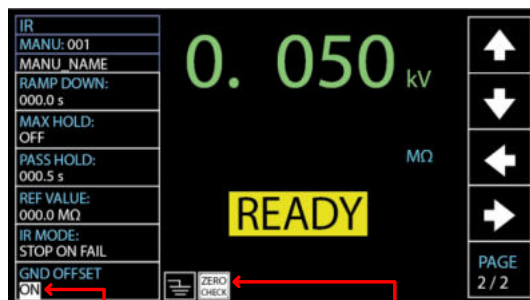 IR
MANU: 001
MANU_NAME
RAMP DOWN:
000.0 s
MAX HOLD:
OFF
PASS HOLD:
000.5 s
REF VALUE:
000.0 MΩ
IR MODE:
STOP ON FAIL
GND OFFSET
ON
0. 050 kV
MΩ
READY
ZERO
CHECK
PAGE
2 / 2